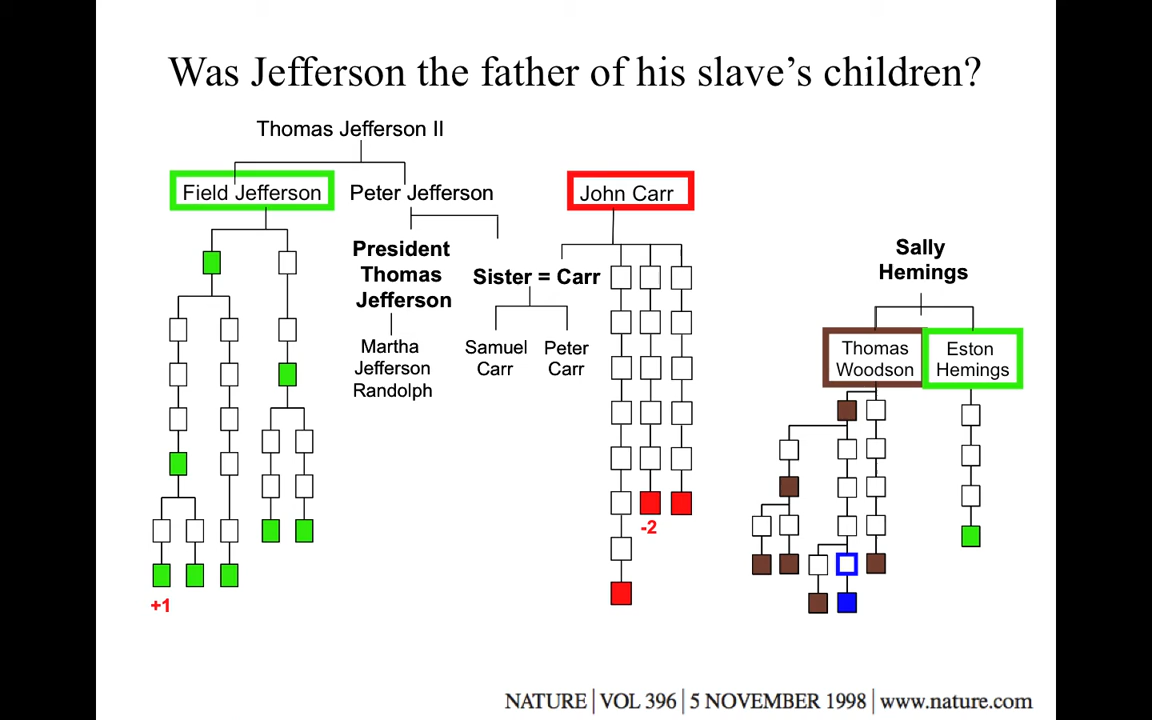 Was Jefferson the father of his slave's children?
Thomas Jefferson II
Field Jefferson
Peter Jefferson
John Carr
President
Thomas
Jefferson
Sister = Carr
Sally
Hemings
Martha
Jefferson
Randolph
Samuel
Carr
Peter
Carr
Thomas
Woodson
Eston
Hemings
-2
+1
NATURE | VOL 396 | 5 NOVEMBER 1998 | www.nature.com